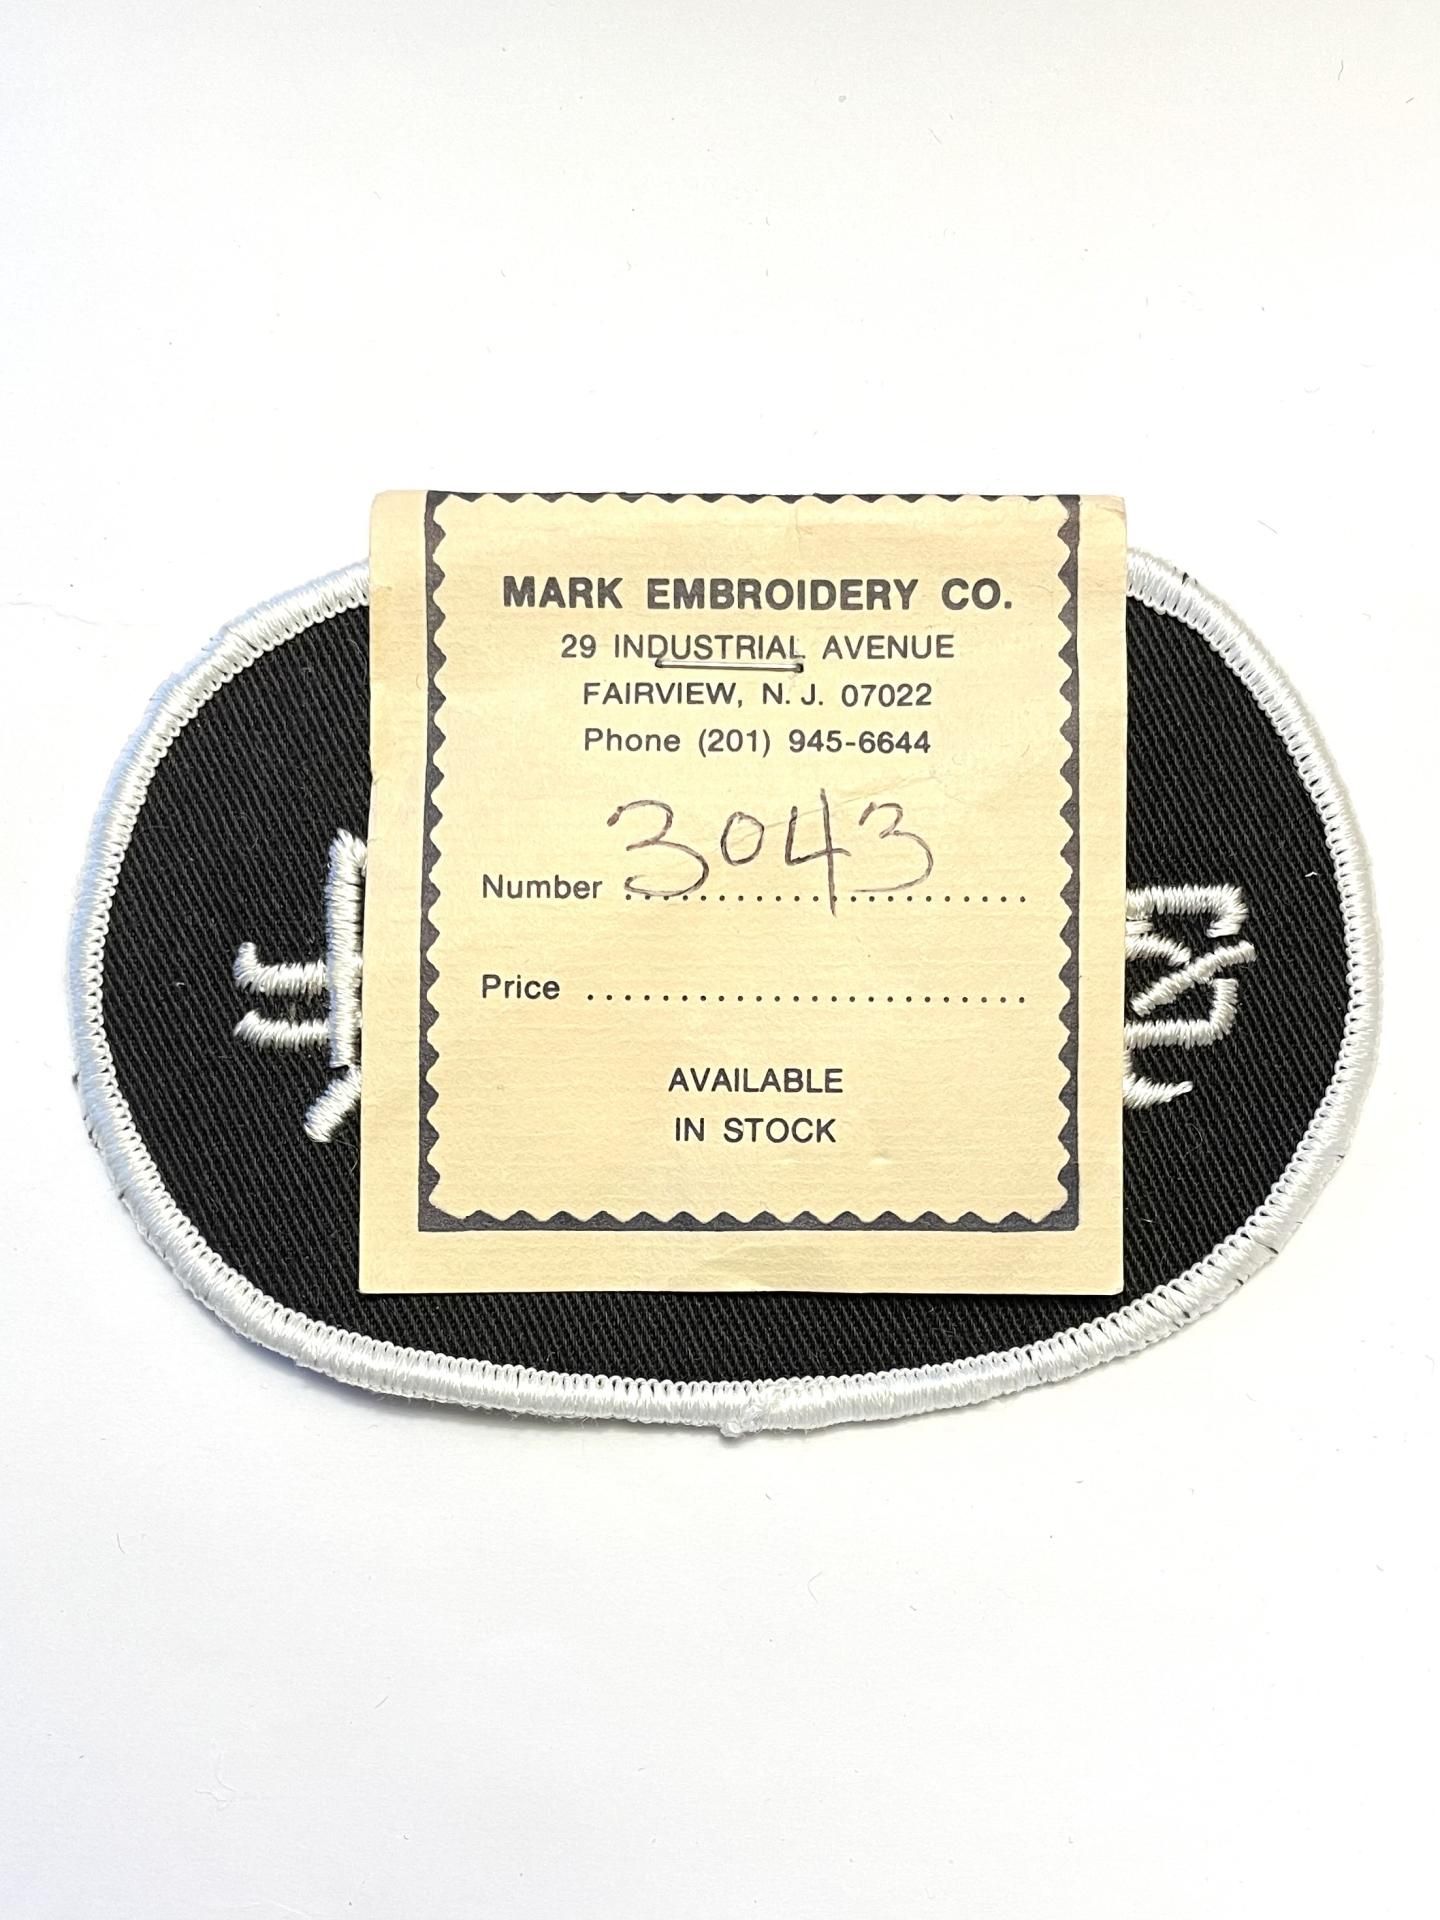 MARK EMBROIDERY CO.
29 INDUSTRIAL AVENUE
FAIRVIEW, N. J. 07022
Phone (201) 945-6644
Number 3043
Price
AVAILABLE
IN STOCK